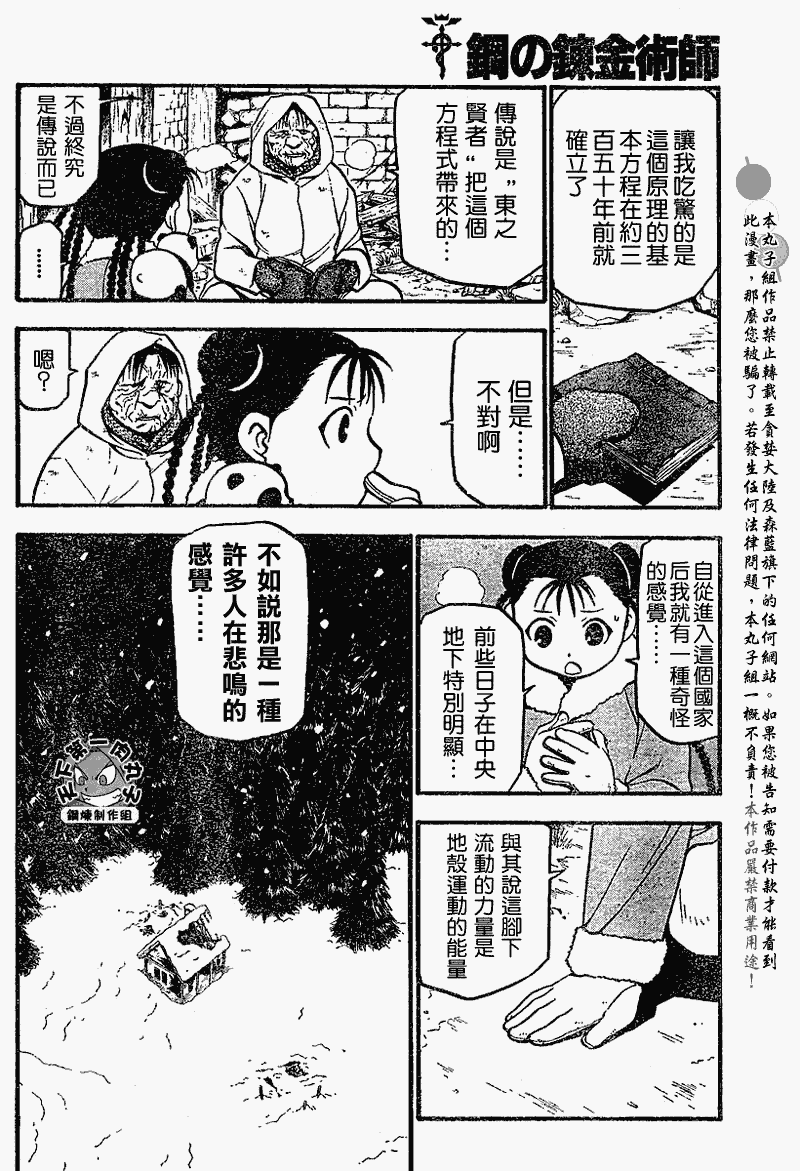 鋼の錬金術師
讓我吃驚的是
這個原理的基
本方程在約三
百五十年前就
確立了
傳說是”東之
賢者“把這個
方程式帶來的…
不過終究
是傳說而已
……
但是……
不對啊
嗯?
自從進入這個國家
后我就有一種奇怪
的感覺……
前些日子在中央
地下特別明顯…
與其說這腳下
流動的力量是
地殼運動的能量
不如說那是一種
許多人在悲鳴的
感覺……
天下第一肉丸子
鋼煉制作組
本丸子組作品禁止轉載至貪婪大陸及森藍旗下的任何網站。如果您被告知需要付款才能看到
此漫畫,那麼您被騙了。若發生任何法律問題,本丸子組一概不負責!本作品嚴禁商業用途!